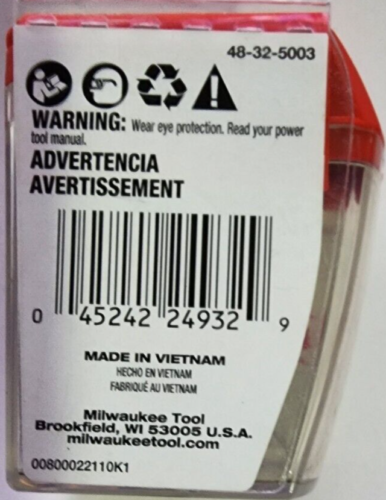 48-32-5003
WARNING: Wear eye protection. Read your power
tool manual.
ADVERTENCIA
AVERTISSEMENT
0 45242 24932 9
MADE IN VIETNAM
HECHO EN VIETNAM
FABRIQUÉ AU VIETNAM
Milwaukee Tool
Brookfield, WI 53005 U.S.A.
milwaukeetool.com
00800022110K1